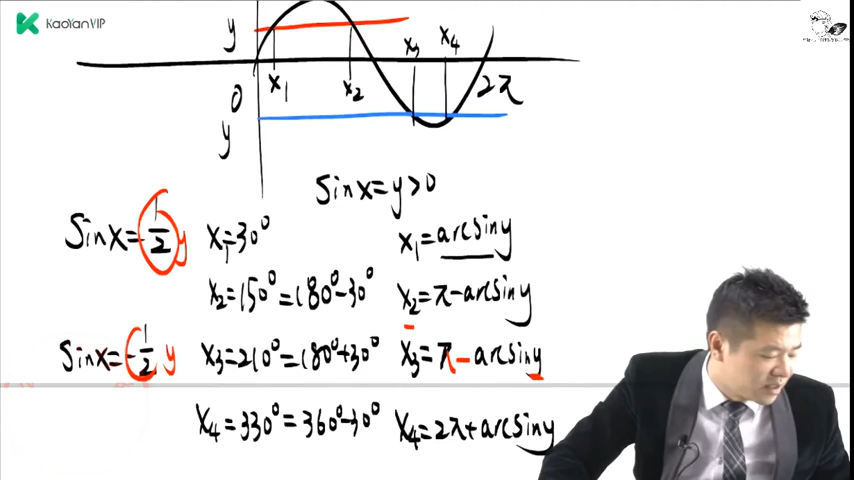 KaoYanVIP
y
x₃ x₄
x₁ x₂ 2π
0
y
Sinx=y>0
Sinx=1/2 y x₁=30° x₁=arcsiny
x₂=150°=180°-30° x₂=π-arcsiny
Sinx=-1/2 y x₃=210°=180°+30° x₃=π-arcsiny
x₄=330°=360°-30° x₄=2π+arcsiny